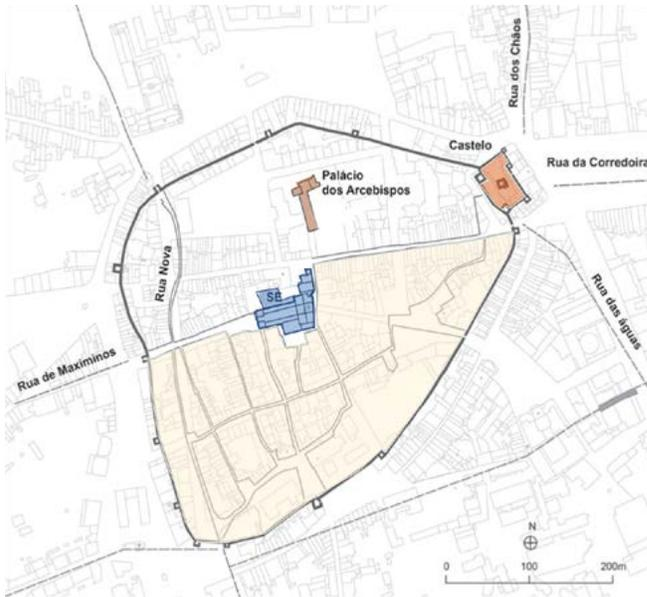 Rua dos Chãos
Castelo
Rua da Corredoira
Palácio
dos Arcebispos
Rua Nova
SE
Rua das águas
Rua de Maximinos
N
0 100 200m